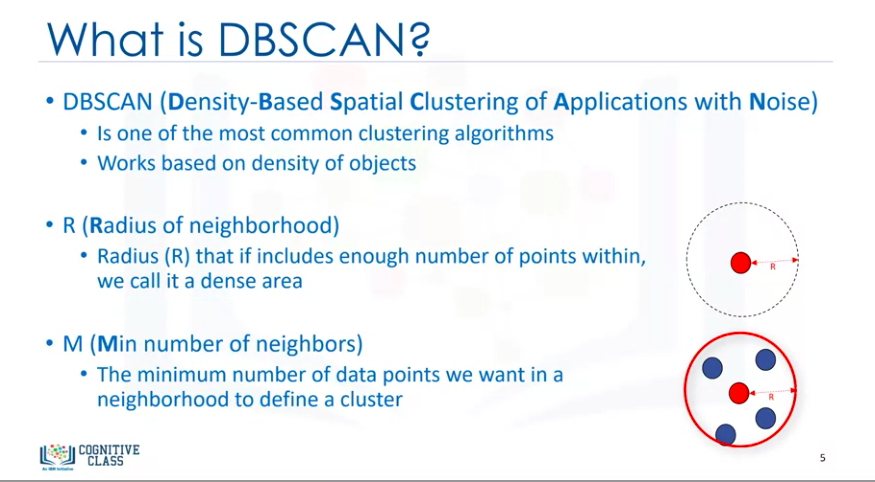 What is DBSCAN?
• DBSCAN (Density-Based Spatial Clustering of Applications with Noise)
• Is one of the most common clustering algorithms
• Works based on density of objects
• R (Radius of neighborhood)
• Radius (R) that if includes enough number of points within,
we call it a dense area
R
• M (Min number of neighbors)
• The minimum number of data points we want in a
neighborhood to define a cluster
R
COGNITIVE
CLASS
An IBM Initiative
5